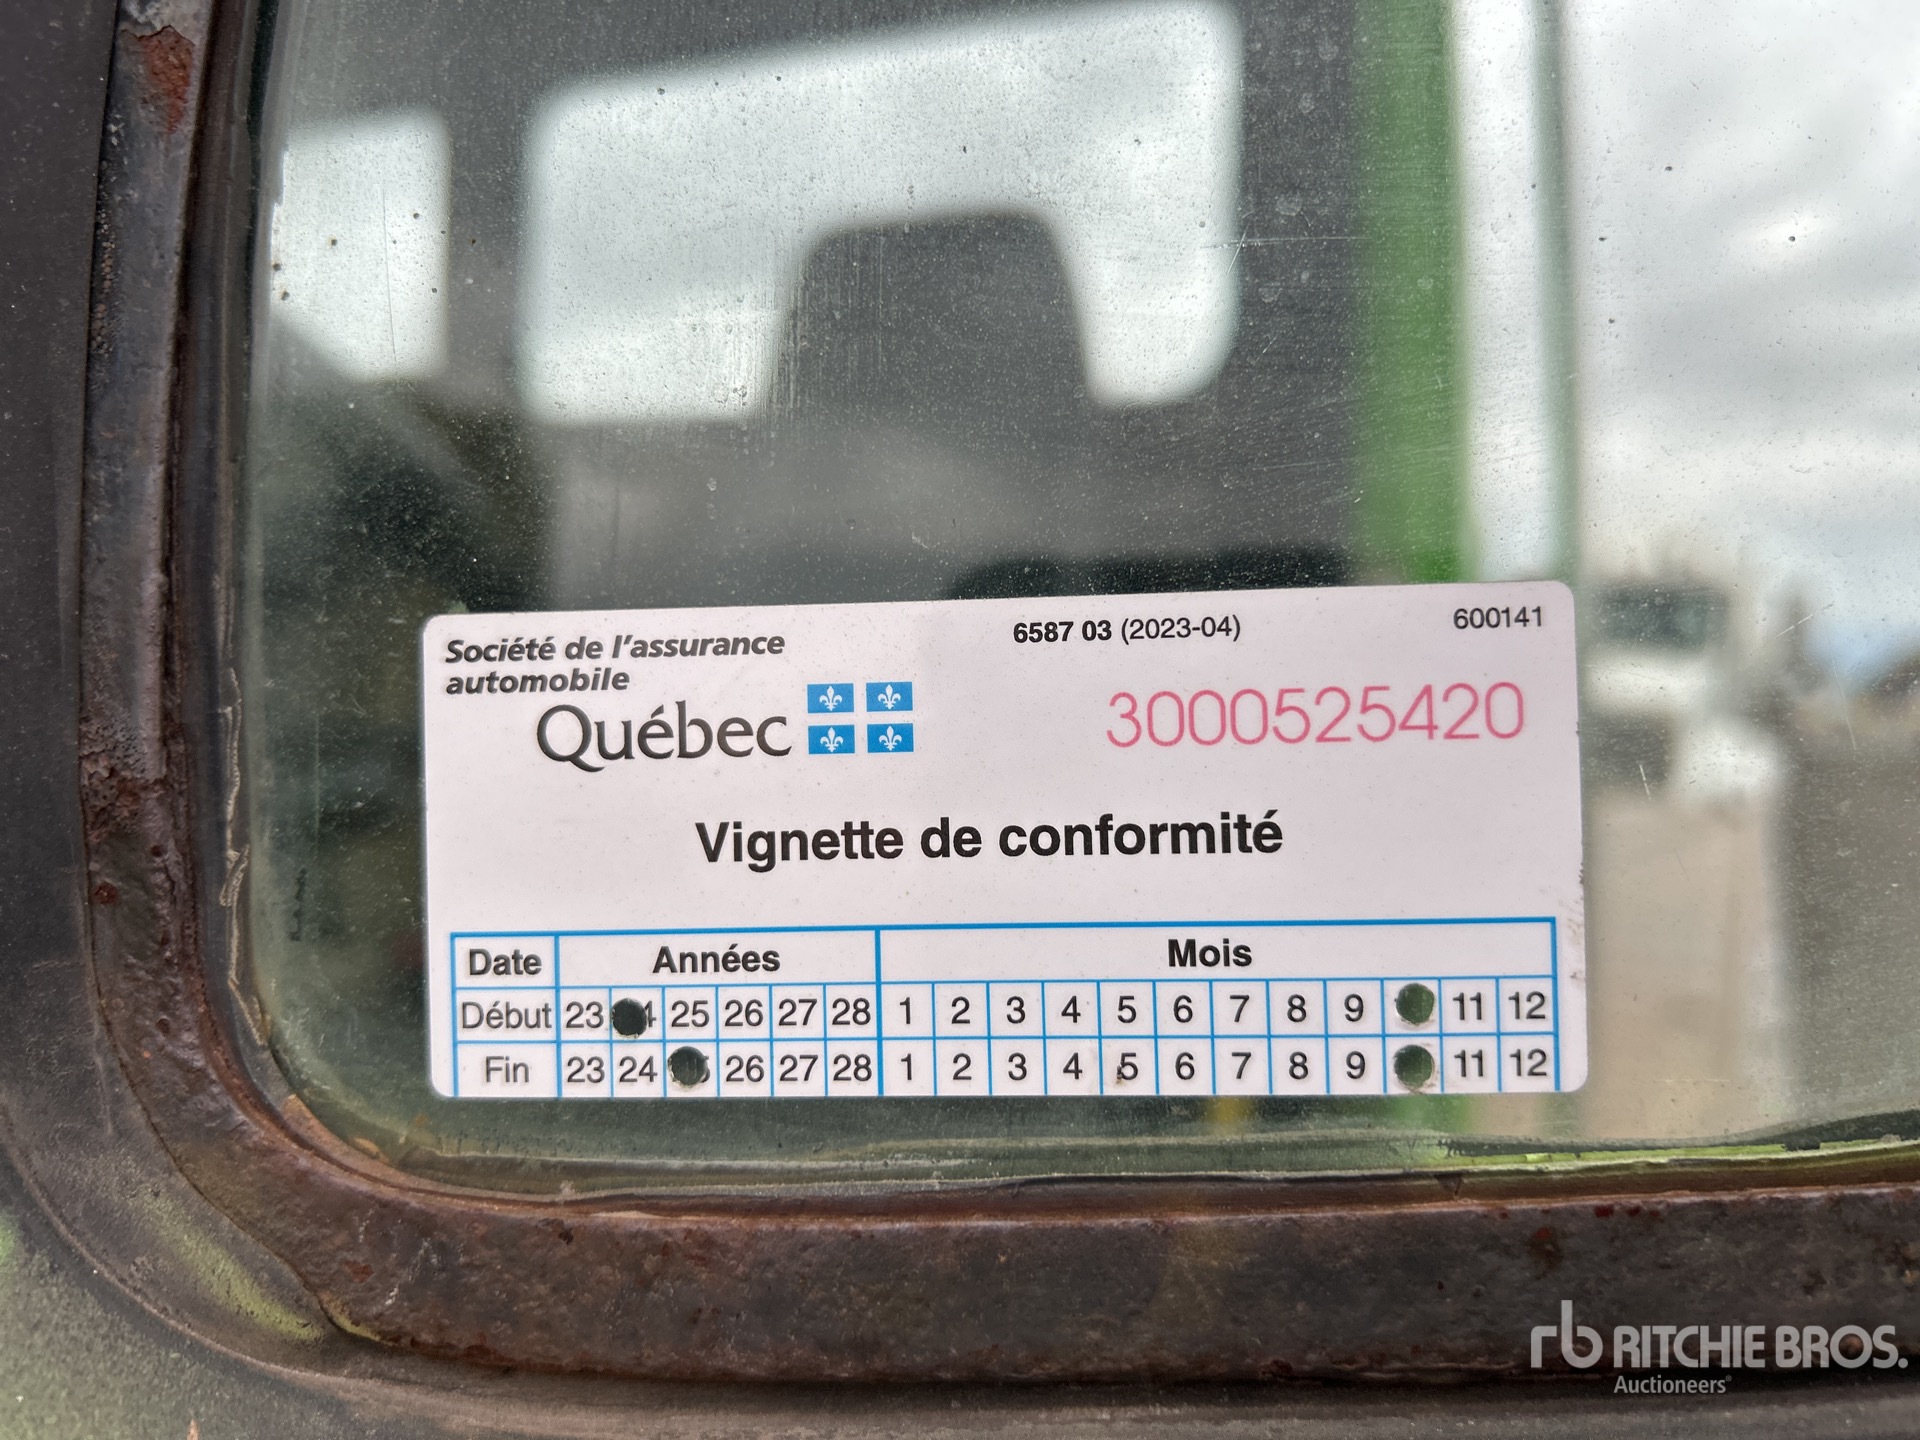 Société de l'assurance
automobile
Québec
6587 03 (2023-04)
600141
3000525420
Vignette de conformité
Date Années Mois
Début 23 25 26 27 28 1 2 3 4 5 6 7 8 9 11 12
Fin 23 24 26 27 28 1 2 3 4 5 6 7 8 9 11 12
rb RITCHIE BROS.
Auctioneers